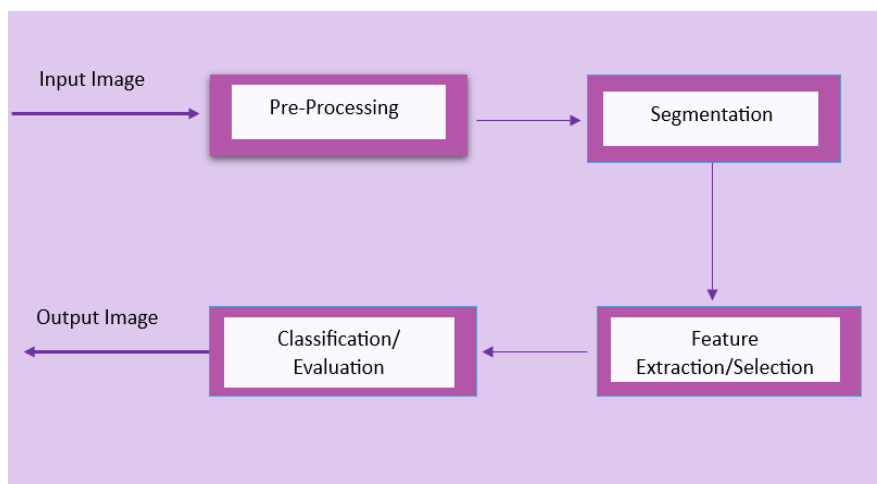 Input Image
Pre-Processing
Segmentation
Output Image
Classification/
Evaluation
Feature
Extraction/Selection